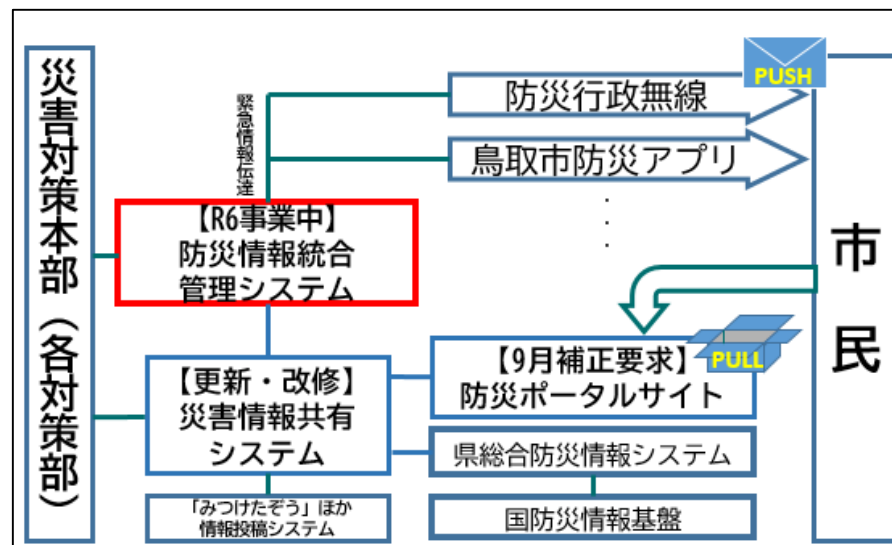 災害対策本部（各対策部）
緊急情報伝達
PUSH
防災行政無線
鳥取市防災アプリ
・・・
【R6事業中】
防災情報統合
管理システム
市民
【更新・改修】
災害情報共有
システム
【9月補正要求】
防災ポータルサイト
PULL
県総合防災情報システム
「みつけたぞう」ほか
情報投稿システム
国防災情報基盤